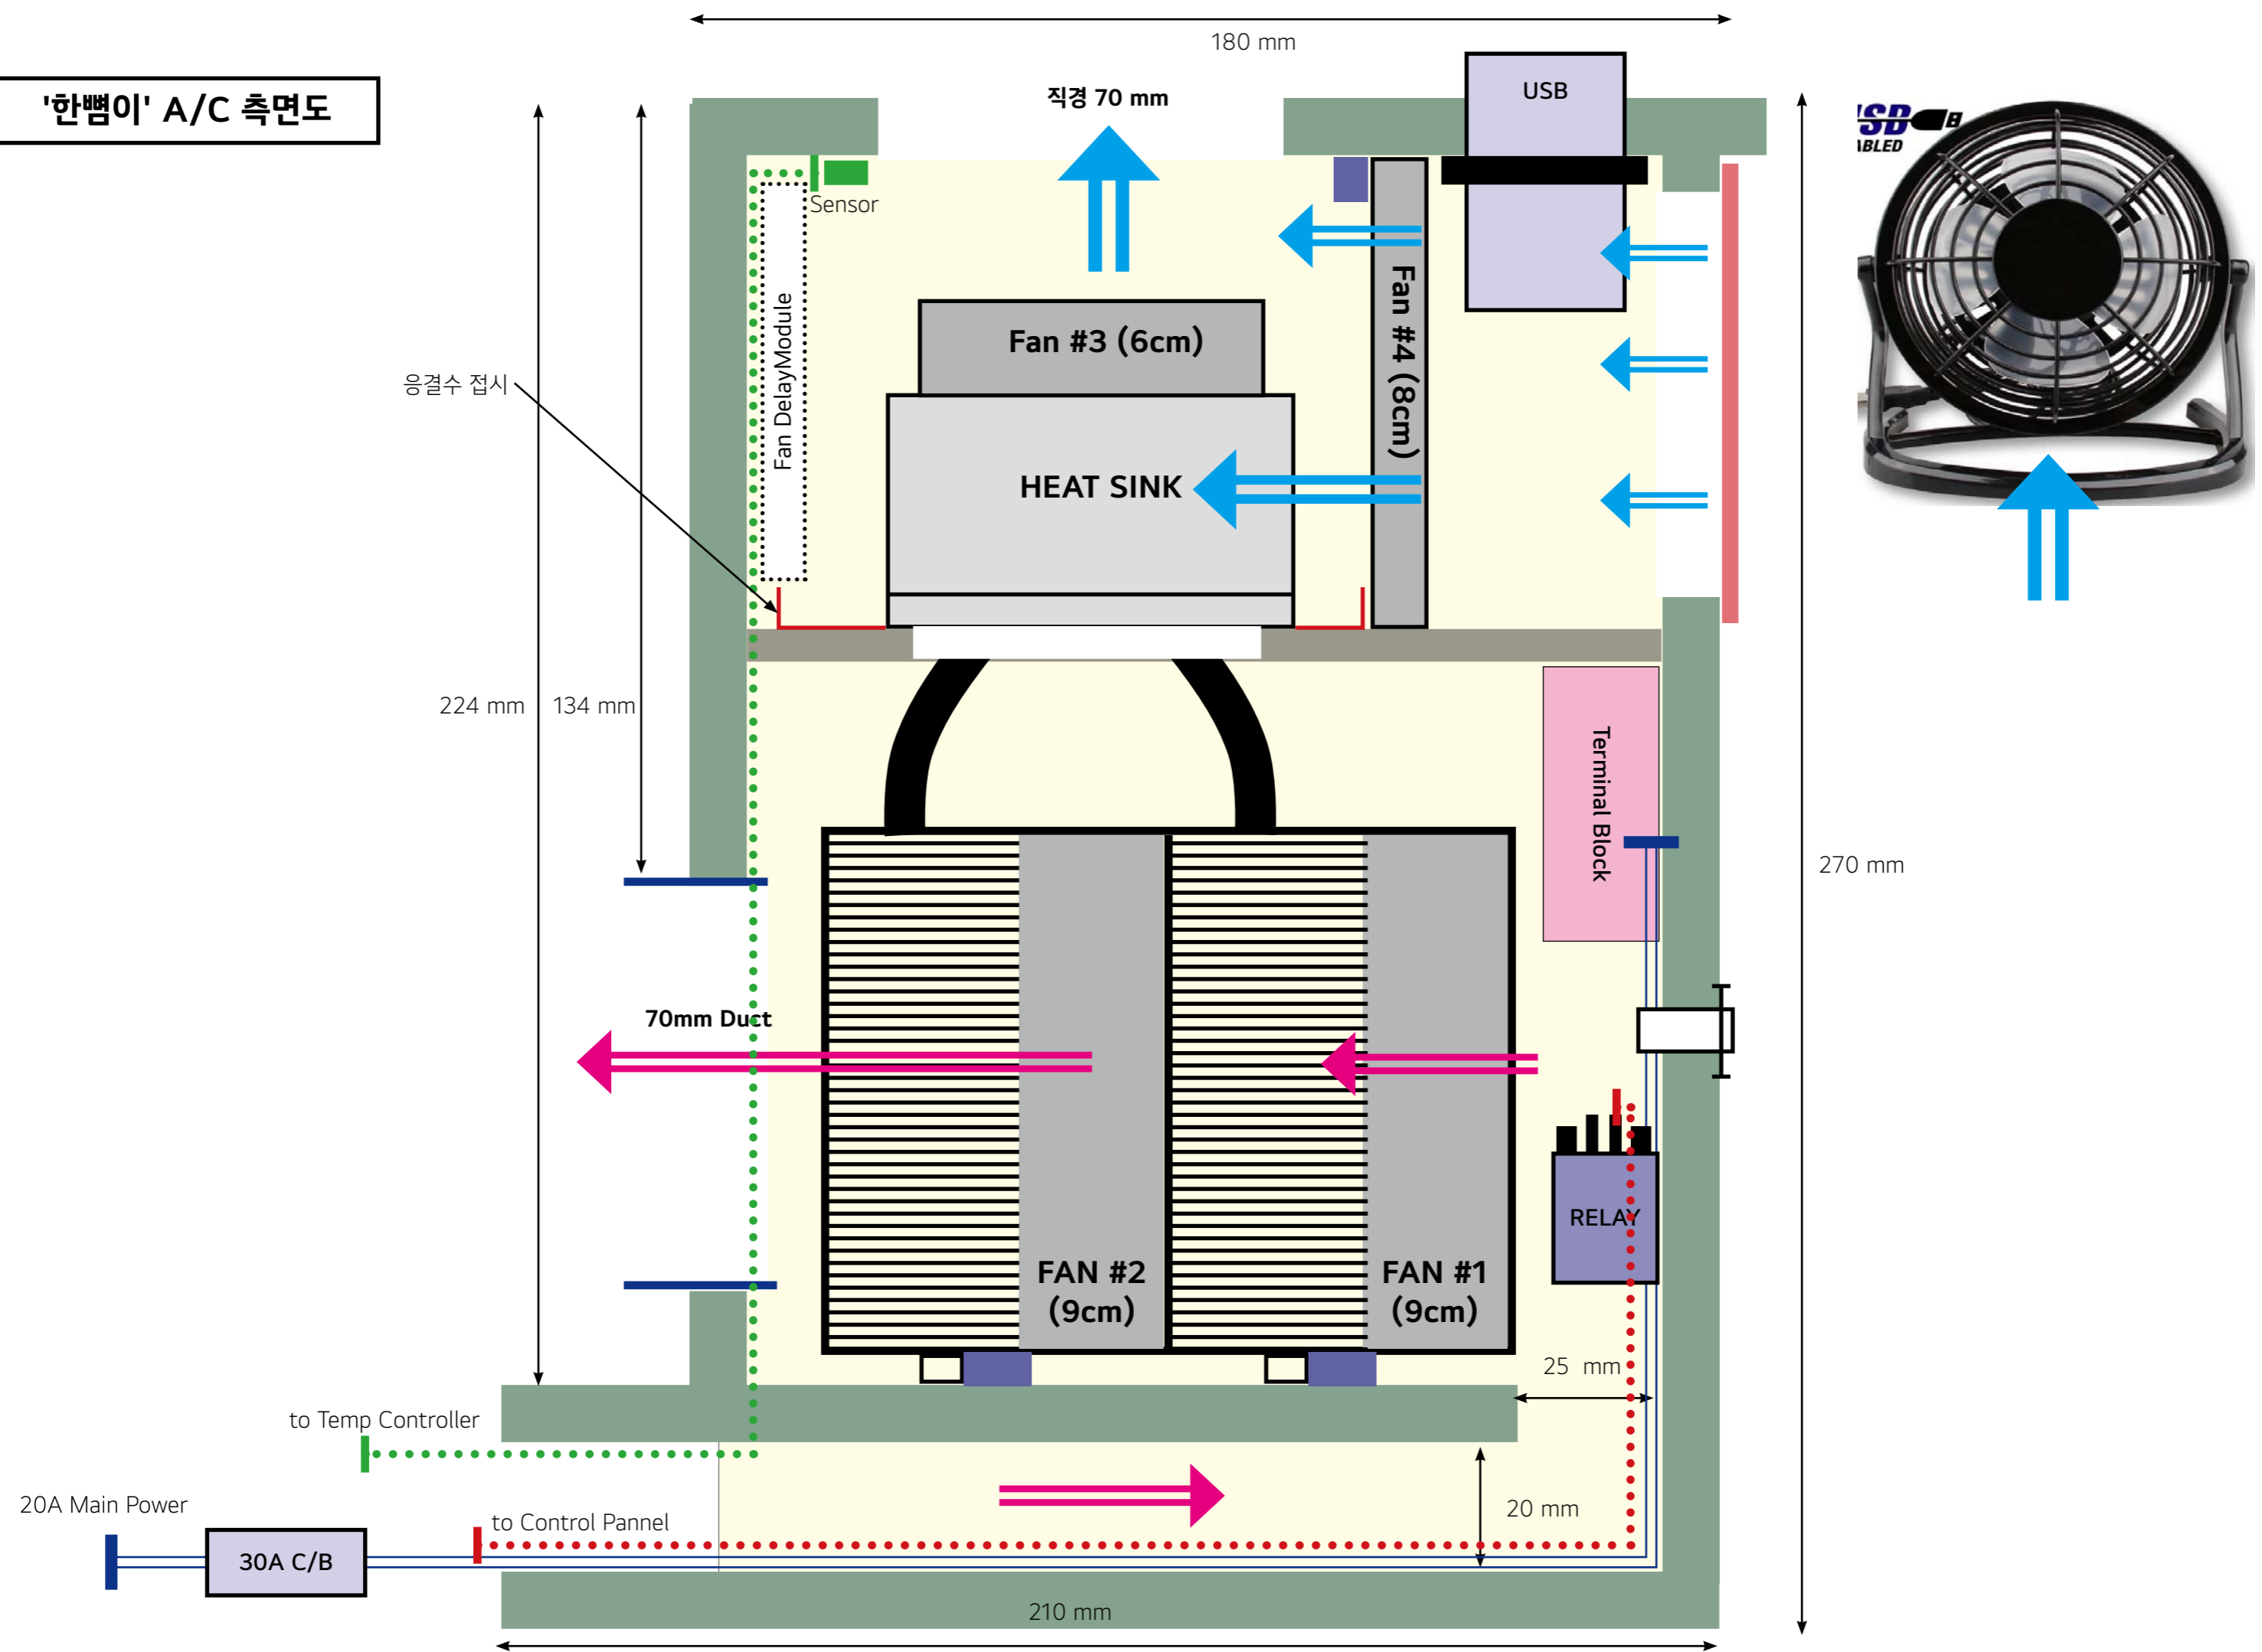 180 mm
'한뼘이' A/C 측면도
직경 70 mm
USB
ABLED
Sensor
Fan DelayModule
Fan #3 (6cm)
Fan #4 (8cm)
응결수 접시
HEAT SINK
224 mm
134 mm
Terminal Block
270 mm
70mm Duct
RELAY
FAN #2
(9cm)
FAN #1
(9cm)
25 mm
to Temp Controller
20A Main Power
20 mm
to Control Pannel
30A C/B
210 mm